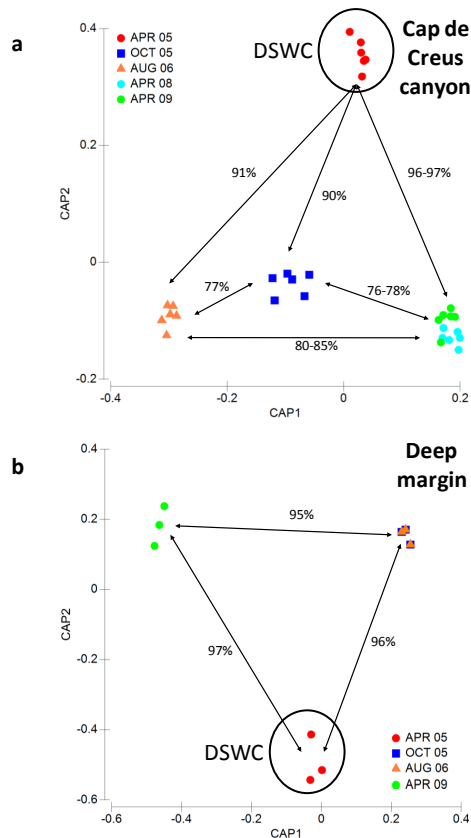 a
APR 05
OCT 05
AUG 06
APR 08
APR 09
DSWC
Cap de
Creus
canyon
0.4
0.2
0
-0.2
CAP2
91%
90%
96-97%
77%
76-78%
80-85%
-0.4
-0.2
0
0.2
CAP1
b
Deep
margin
0.4
0.2
0
-0.2
-0.4
-0.6
CAP2
95%
97%
96%
DSWC
APR 05
OCT 05
AUG 06
APR 09
-0.4
-0.2
0
0.2
0.4
CAP1